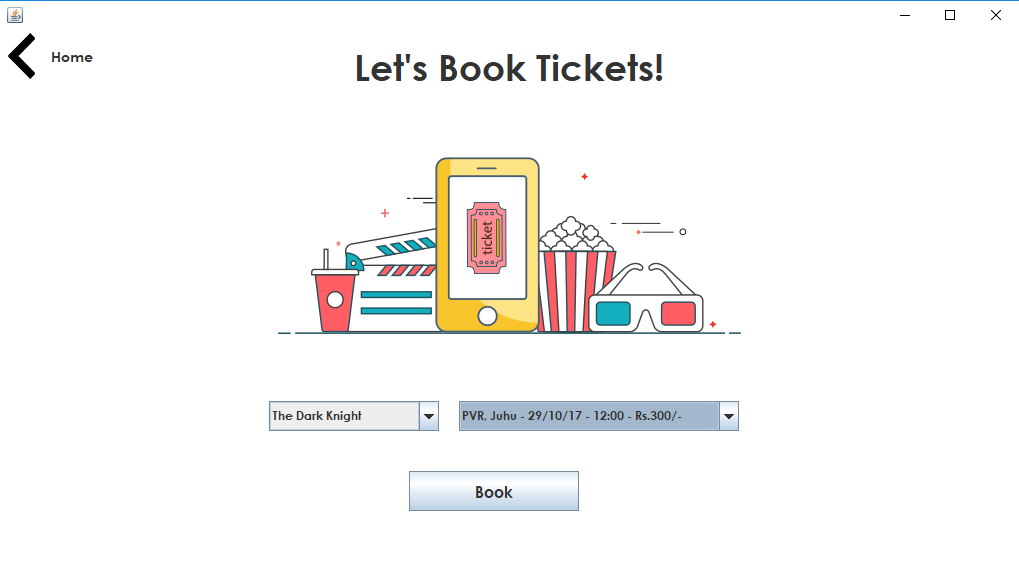 Home
Let's Book Tickets!
ticket
The Dark Knight
PVR, Juhu - 29/10/17 - 12:00 - Rs.300/-
Book